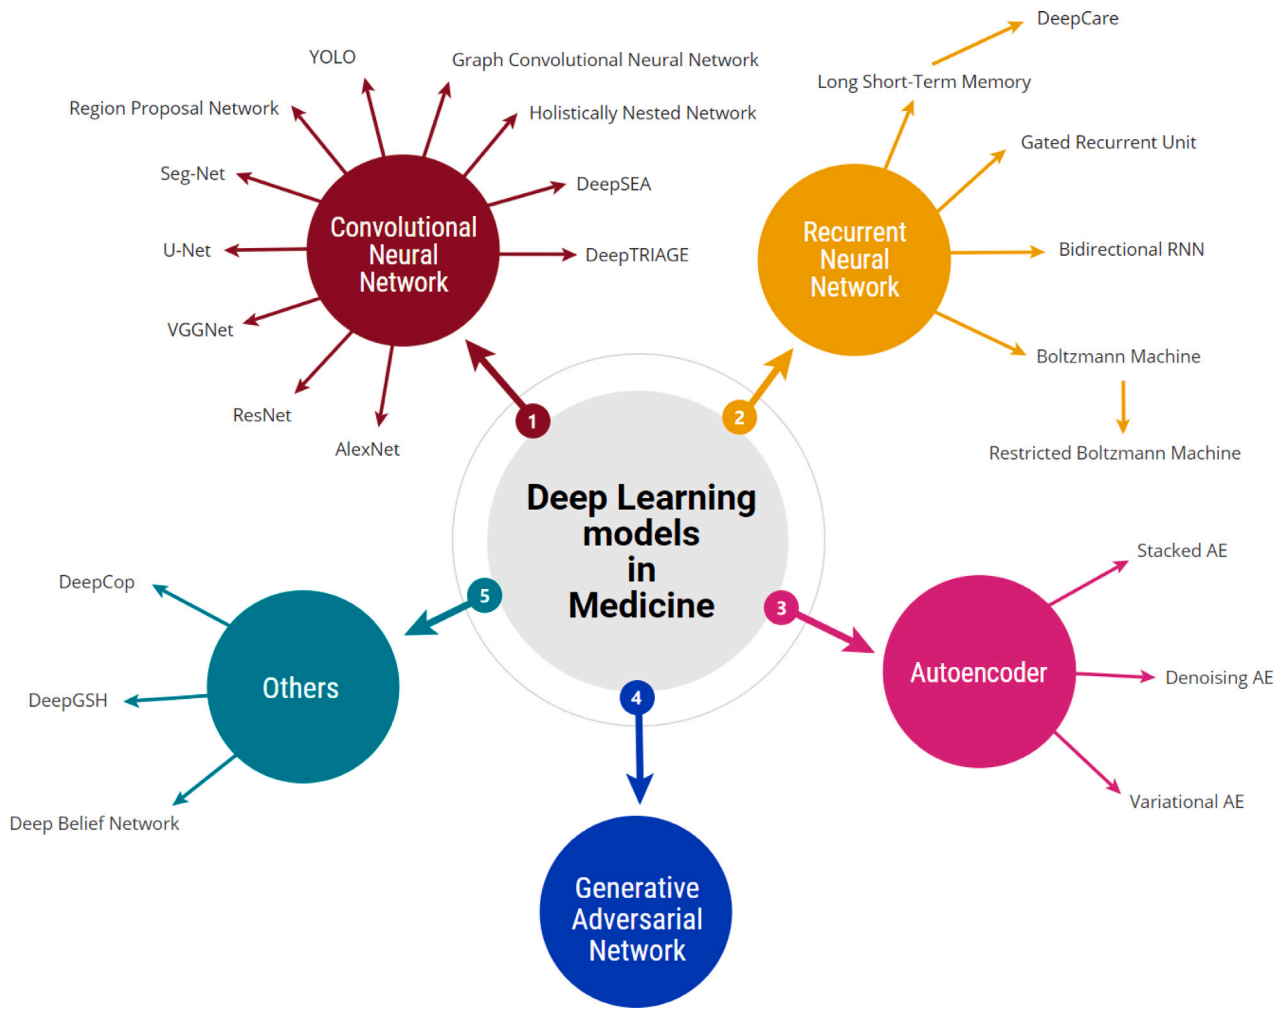 DeepCare
YOLO
Graph Convolutional Neural Network
Long Short-Term Memory
Region Proposal Network
Holistically Nested Network
Gated Recurrent Unit
Seg-Net
DeepSEA
Convolutional
Neural
Network
Recurrent
Neural
Network
U-Net
DeepTRIAGE
Bidirectional RNN
VGGNet
Boltzmann Machine
ResNet
AlexNet
1
2
Restricted Boltzmann Machine
Deep Learning
models
in
Medicine
Stacked AE
DeepCop
5
3
Others
Autoencoder
Denoising AE
DeepGSH
4
Variational AE
Deep Belief Network
Generative
Adversarial
Network